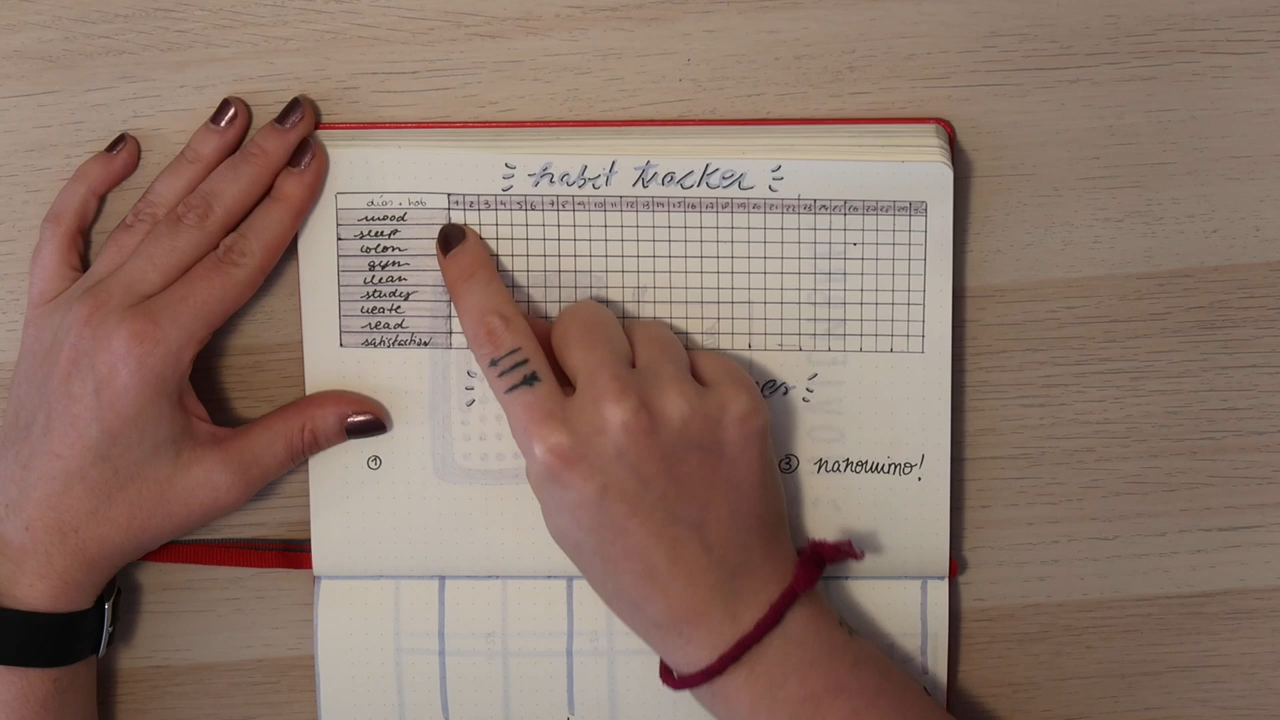 habit tracker
dias + hab 1 2 3 4 5 6 7 8 9 10 11 12 13 14 15 16 17 18 19 20 21 22 23 24 25 26 27 28 29 30
mood
sleep
colon
gym
clean
study
create
read
satisfaction
①
③ nanowrimo!